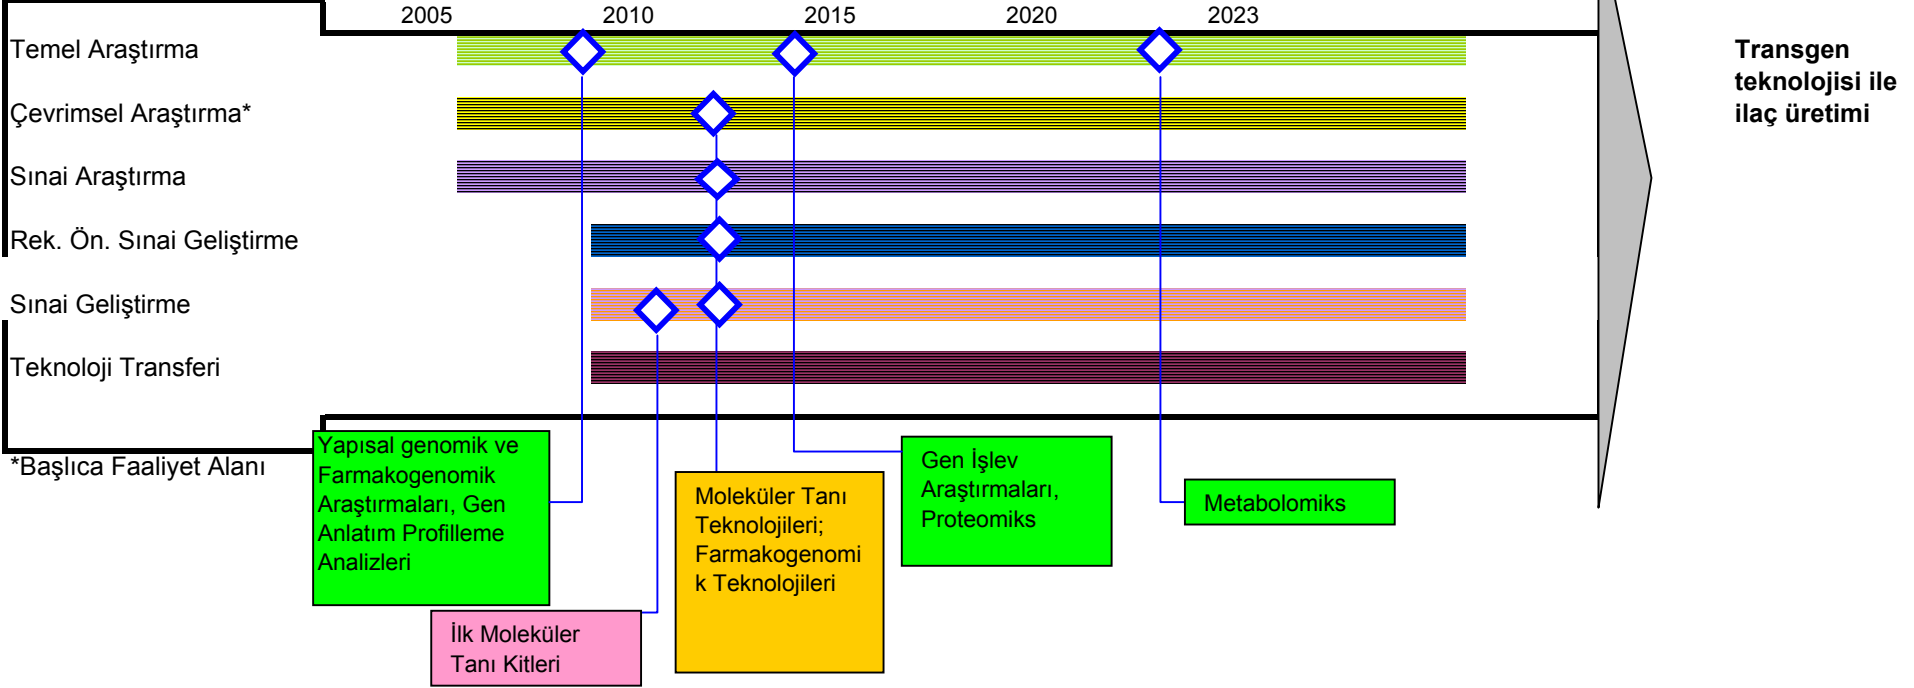 2005 2010 2015 2020 2023
Temel Araştırma
Çevrimsel Araştırma*
Sınai Araştırma
Rek. Ön. Sınai Geliştirme
Sınai Geliştirme
Teknoloji Transferi
*Başlıca Faaliyet Alanı
Transgen
teknolojisi ile
ilaç üretimi
Yapısal genomik ve
Farmakogenomik
Araştırmaları, Gen
Anlatım Profilleme
Analizleri
İlk Moleküler
Tanı Kitleri
Moleküler Tanı
Teknolojileri;
Farmakogenomi
k Teknolojileri
Gen İşlev
Araştırmaları,
Proteomiks
Metabolomiks